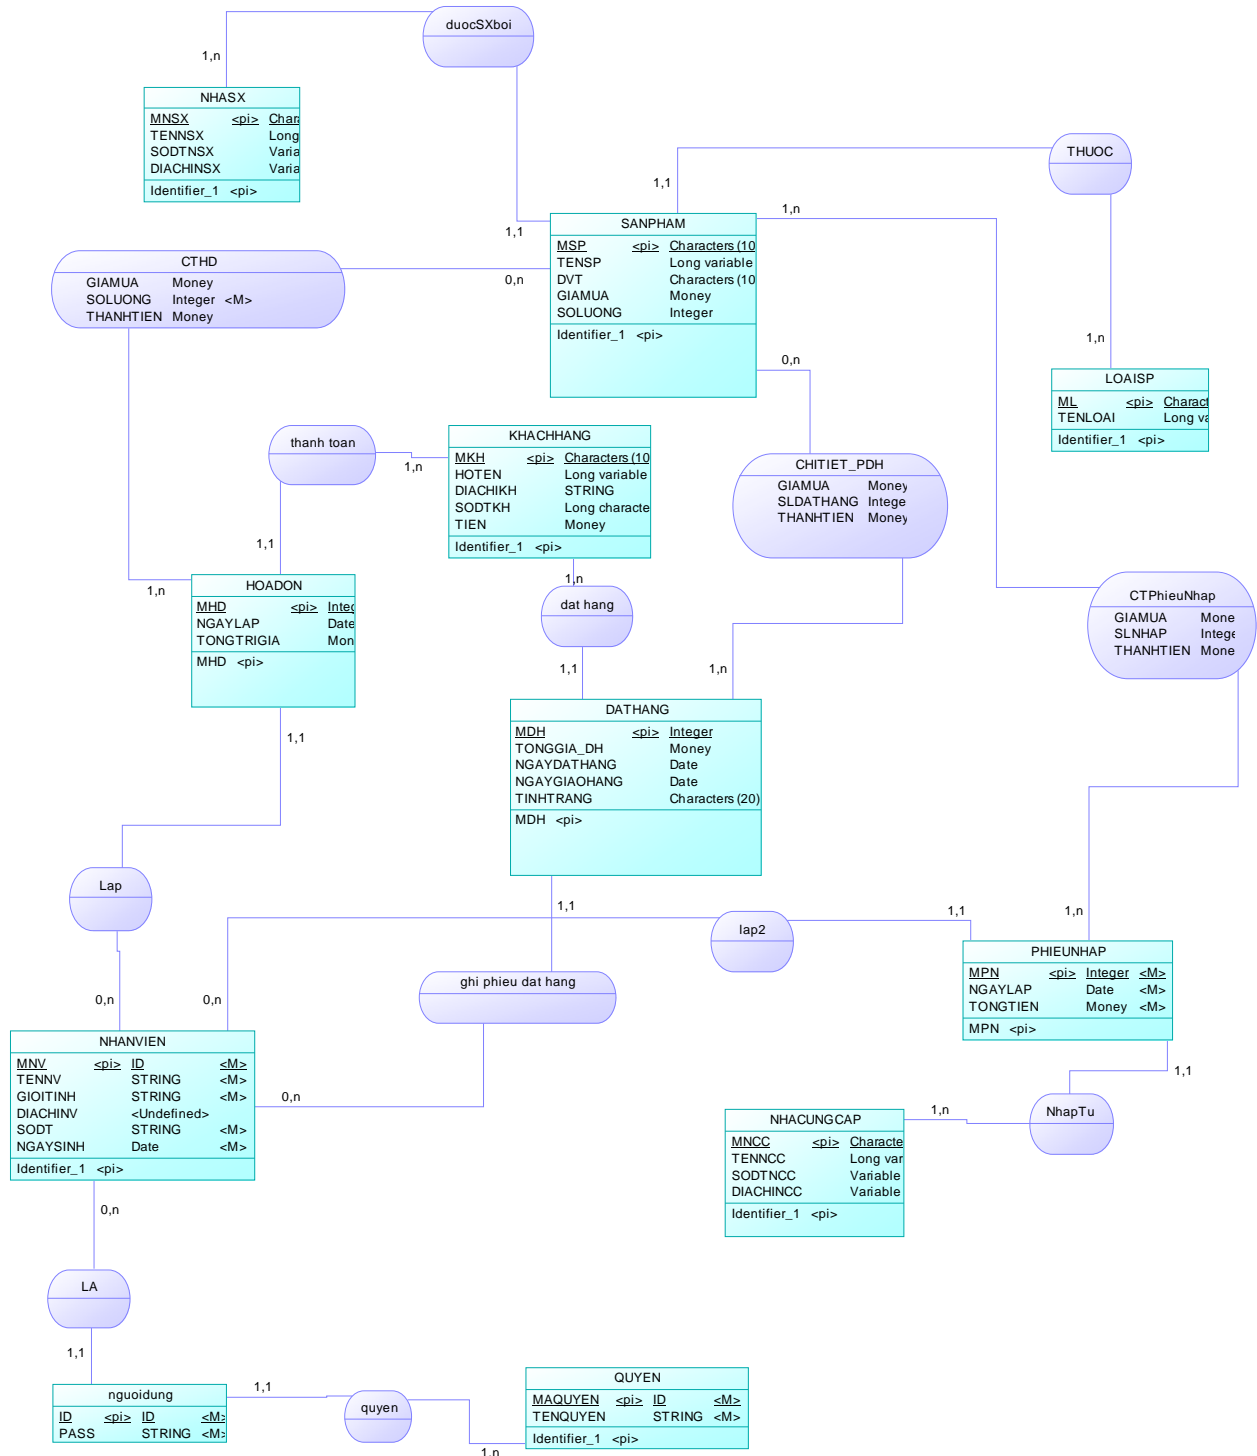 duocSXboi
1,n
NHASX
MNSX <pi> Chara
TENNSX Long
SODTNSX Varia
DIACHINSX Varia
Identifier_1 <pi>
1,1
THUOC
1,1
1,n
SANPHAM
MSP <pi> Characters (10
TENSP Long variable
DVT Characters (10
GIAMUA Money
SOLUONG Integer
Identifier_1 <pi>
1,n
CTHD
GIAMUA Money
SOLUONG Integer <M>
THANHTIEN Money
0,n
0,n
LOAISP
ML <pi> Charact
TENLOAI Long va
Identifier_1 <pi>
thanh toan
1,n
KHACHHANG
MKH <pi> Characters (10
HOTEN Long variable
DIACHIKH STRING
SODTKH Long characte
TIEN Money
Identifier_1 <pi>
CHITIET_PDH
GIAMUA Money
SLDATHANG Intege
THANHTIEN Money
1,1
1,n
HOADON
MHD <pi> Integ
NGAYLAP Date
TONGTRIGIA Mon
MHD <pi>
1,n
dat hang
1,1
1,n
CTPhieuNhap
GIAMUA Mone
SLNHAP Intege
THANHTIEN Mone
DATHANG
MDH <pi> Integer
TONGGIA_DH Money
NGAYDATHANG Date
NGAYGIAOHANG Date
TINHTRANG Characters (20)
MDH <pi>
1,1
Lap
1,1
lap2
1,1
1,n
PHIEUNHAP
MPN <pi> Integer <M>
NGAYLAP Date <M>
TONGTIEN Money <M>
MPN <pi>
ghi phieu dat hang
0,n
0,n
NHANVIEN
MNV <pi> ID <M>
TENNV STRING <M>
GIOITINH STRING <M>
DIACHINV <Undefined>
SODT STRING <M>
NGAYSINH Date <M>
Identifier_1 <pi>
0,n
1,1
NhapTu
1,n
NHACUNGCAP
MNCC <pi> Characte
TENNCC Long var
SODTNCC Variable
DIACHINCC Variable
Identifier_1 <pi>
0,n
LA
1,1
nguoidung
ID <pi> ID <M>
PASS STRING <M>
1,1
quyen
1,n
QUYEN
MAQUYEN <pi> ID <M>
TENQUYEN STRING <M>
Identifier_1 <pi>